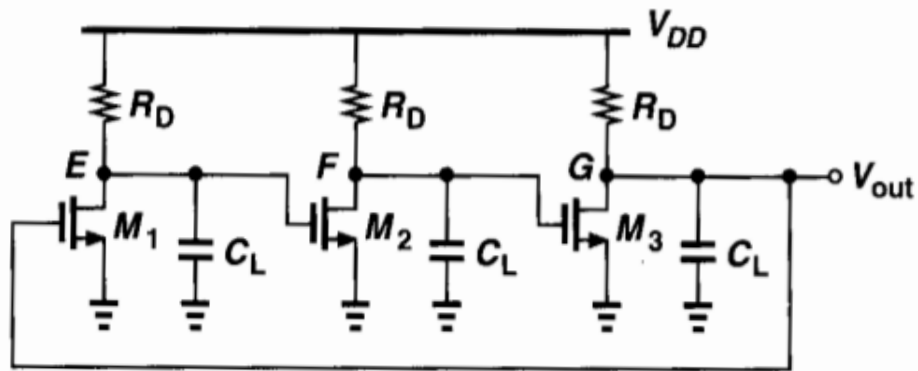 V_DD
R_D R_D R_D
E F G V_out
M_1 C_L M_2 C_L M_3 C_L